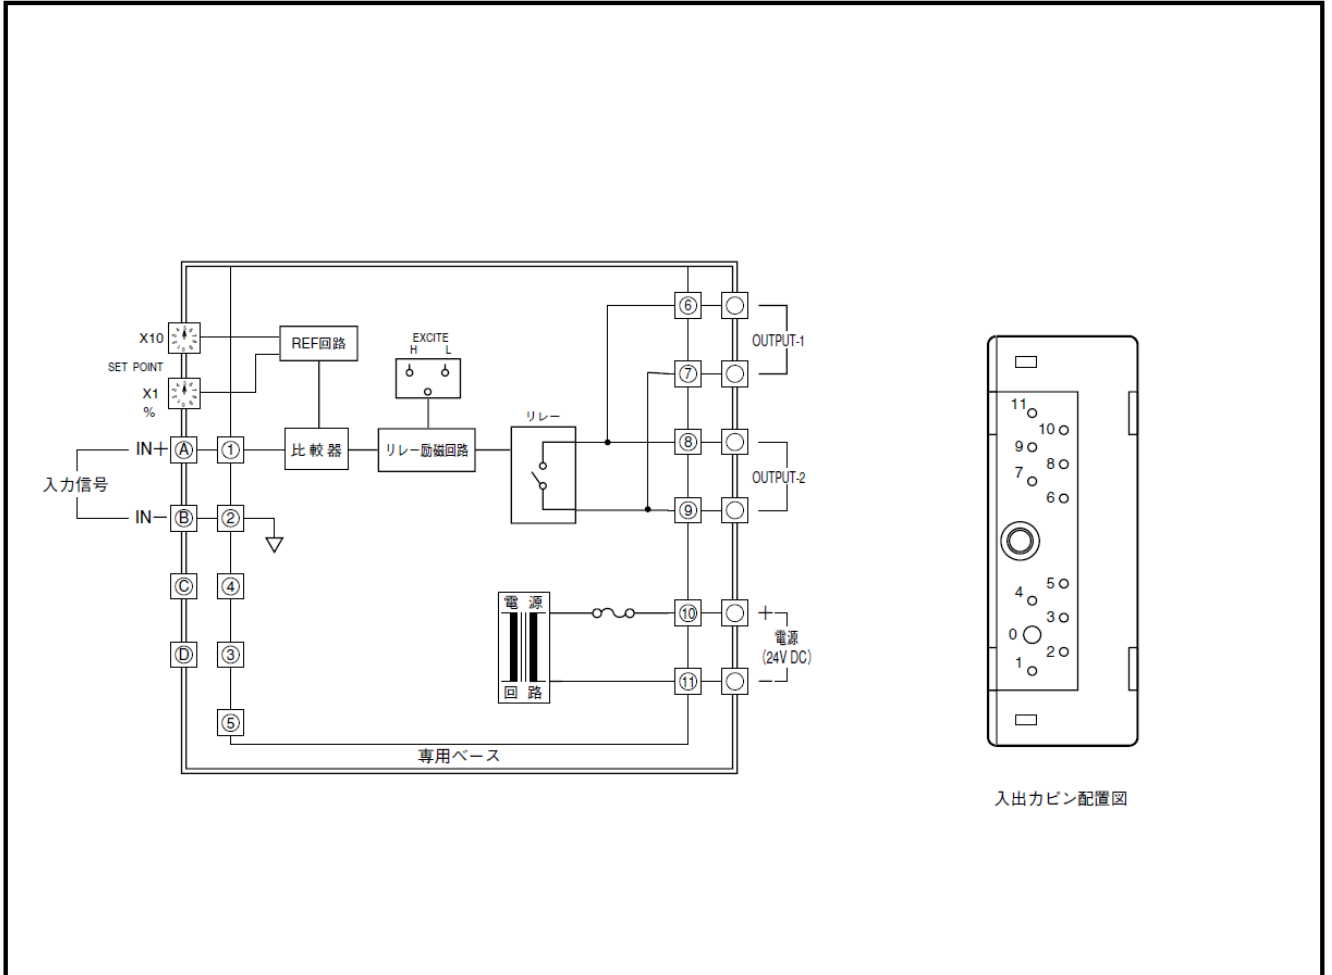 X10
SET POINT
X1
%
REF回路
EXCITE
H L
リレー
IN+ Ⓐ ①
比較器
リレー励磁回路
入力信号
IN− Ⓑ ②
Ⓒ ④
Ⓓ ③
⑤
⑥
OUTPUT-1
⑦
⑧
OUTPUT-2
⑨
電源
回路
⑩ +
電源
(24V DC)
⑪ −
専用ベース
11
10
9
8
7
6
5
4
3
0
2
1
入出力ピン配置図